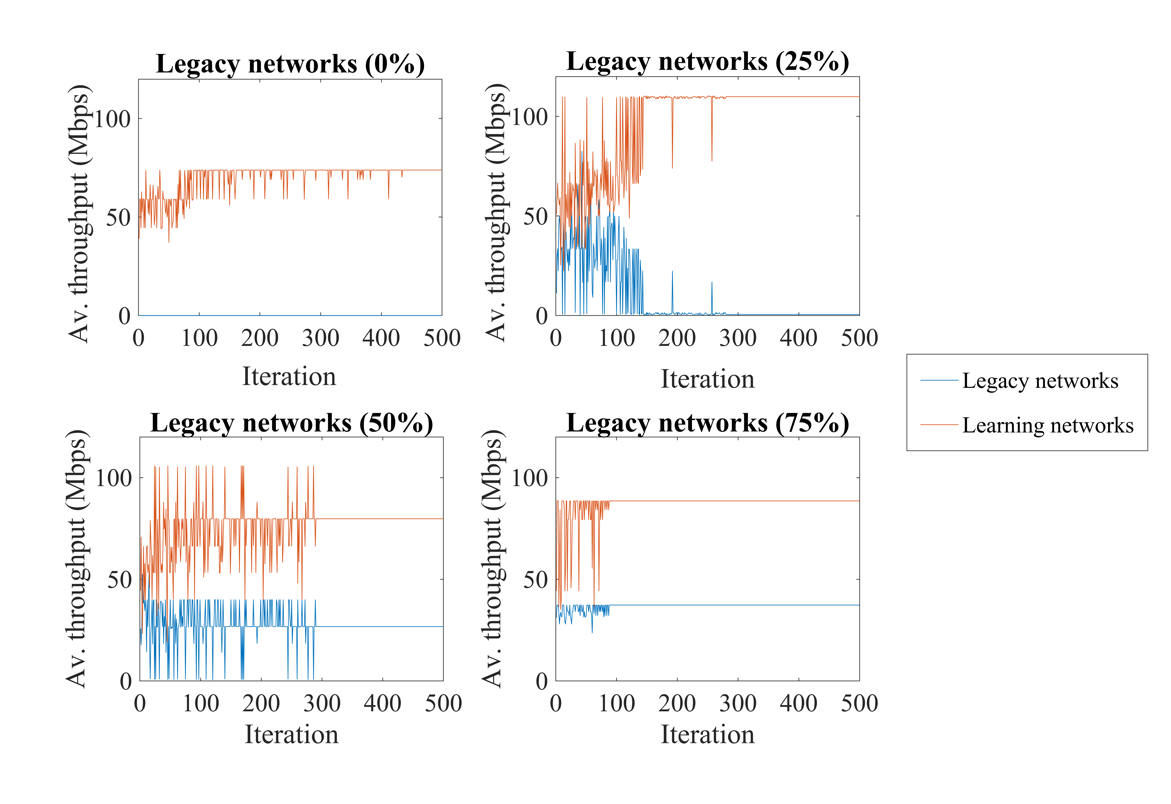 Legacy networks (0%)
Av. throughput (Mbps)
100
50
0
0 100 200 300 400 500
Iteration
Legacy networks (25%)
Av. throughput (Mbps)
100
50
0
0 100 200 300 400 500
Iteration
Legacy networks (50%)
Av. throughput (Mbps)
100
50
0
0 100 200 300 400 500
Iteration
Legacy networks (75%)
Av. throughput (Mbps)
100
50
0
0 100 200 300 400 500
Iteration
Legacy networks
Learning networks